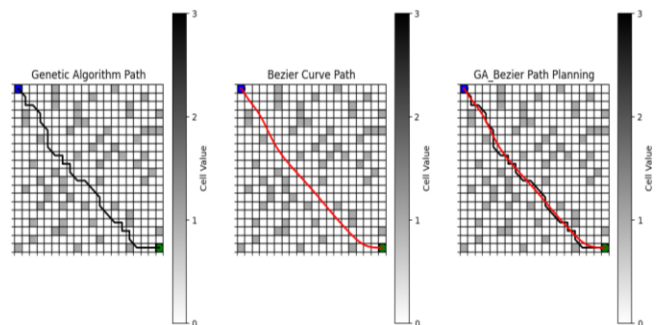 Genetic Algorithm Path
3
2
1
0
Cell Value
Bezier Curve Path
3
2
1
0
Cell Value
GA_Bezier Path Planning
3
2
1
0
Cell Value